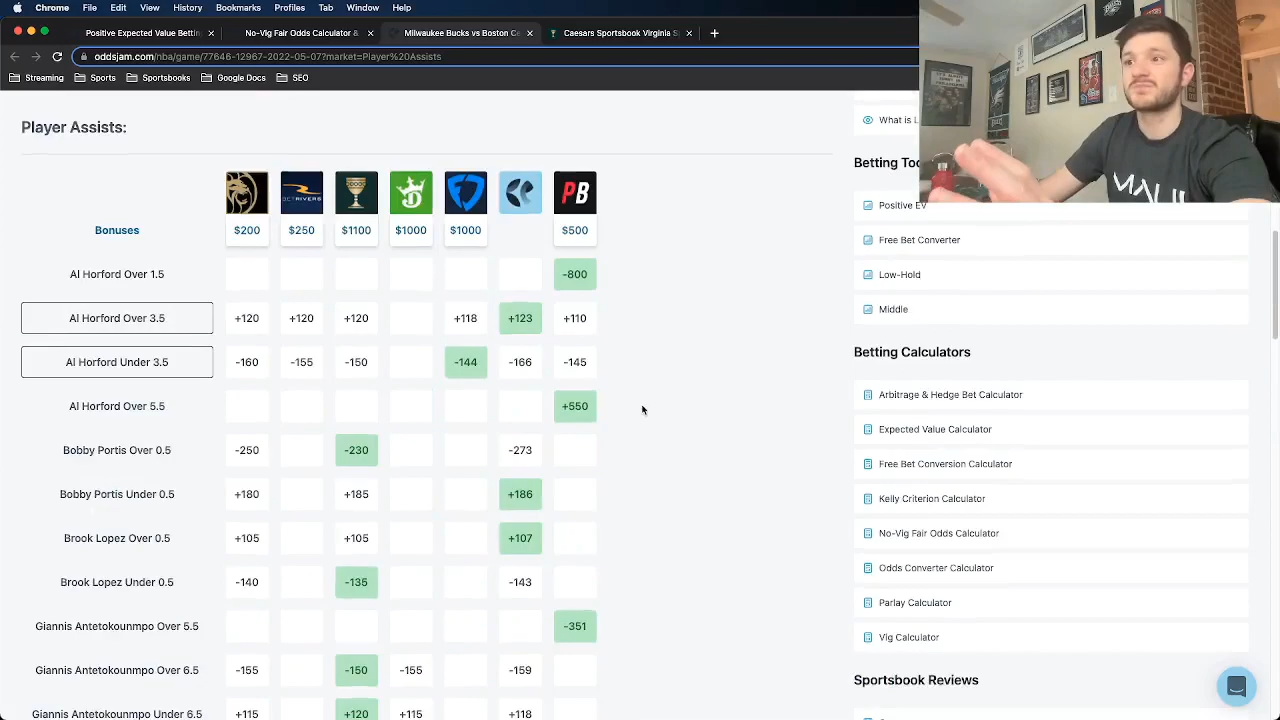 Chrome File Edit View History Bookmarks Profiles Tab Window Help
Positive Expected Value Bettin × No-Vig Fair Odds Calculator & × Milwaukee Bucks vs Boston Ce × Caesars Sportsbook Virginia S × +
oddsjam.com/nba/game/77646-12967-2022-05-07?market=Player%20Assists
Streaming Sports Sportsbooks Google Docs SEO
Player Assists:
BETRIVERS PB
Bonuses $200 $250 $1100 $1000 $1000 $500
Al Horford Over 1.5 -800
Al Horford Over 3.5 +120 +120 +120 +118 +123 +110
Al Horford Under 3.5 -160 -155 -150 -144 -166 -145
Al Horford Over 5.5 +550
Bobby Portis Over 0.5 -250 -230 -273
Bobby Portis Under 0.5 +180 +185 +186
Brook Lopez Over 0.5 +105 +105 +107
Brook Lopez Under 0.5 -140 -135 -143
Giannis Antetokounmpo Over 5.5 -351
Giannis Antetokounmpo Over 6.5 -155 -150 -155 -159
Giannis Antetokounmpo Under 6.5 +115 +120 +115 +118
What is L
Betting Too
Positive EV
Free Bet Converter
Low-Hold
Middle
Betting Calculators
Arbitrage & Hedge Bet Calculator
Expected Value Calculator
Free Bet Conversion Calculator
Kelly Criterion Calculator
No-Vig Fair Odds Calculator
Odds Converter Calculator
Parlay Calculator
Vig Calculator
Sportsbook Reviews